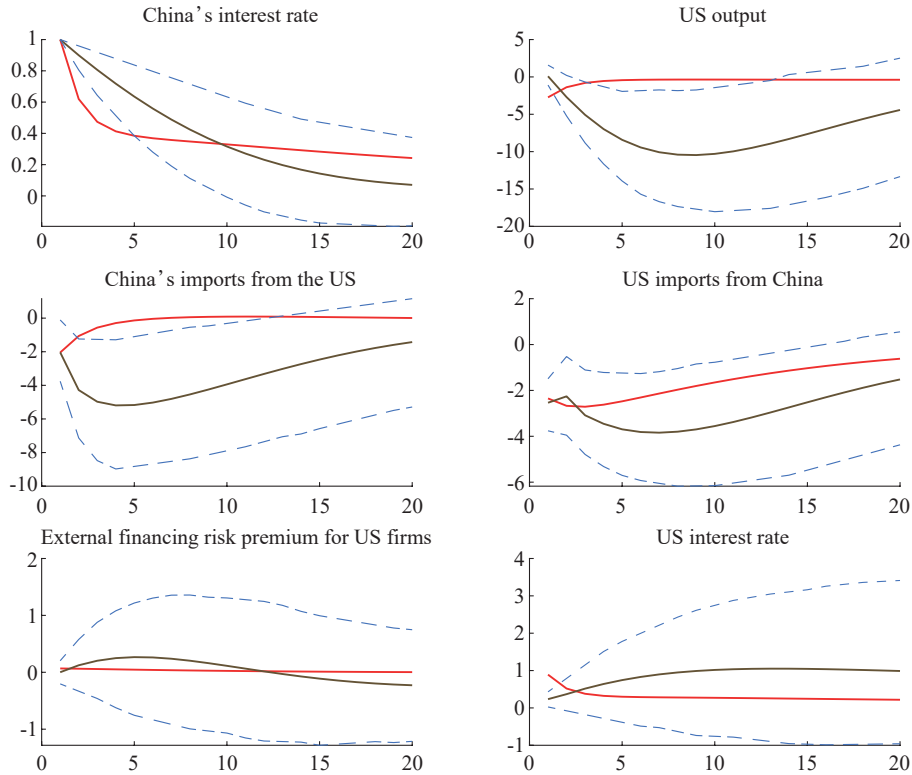 China’s interest rate
1
0.8
0.6
0.4
0.2
0
0 5 10 15 20
US output
5
0
-5
-10
-15
-20
0 5 10 15 20
China’s imports from the US
0
-2
-4
-6
-8
-10
0 5 10 15 20
US imports from China
2
0
-2
-4
-6
0 5 10 15 20
External financing risk premium for US firms
2
1
0
-1
0 5 10 15 20
US interest rate
4
3
2
1
0
-1
0 5 10 15 20